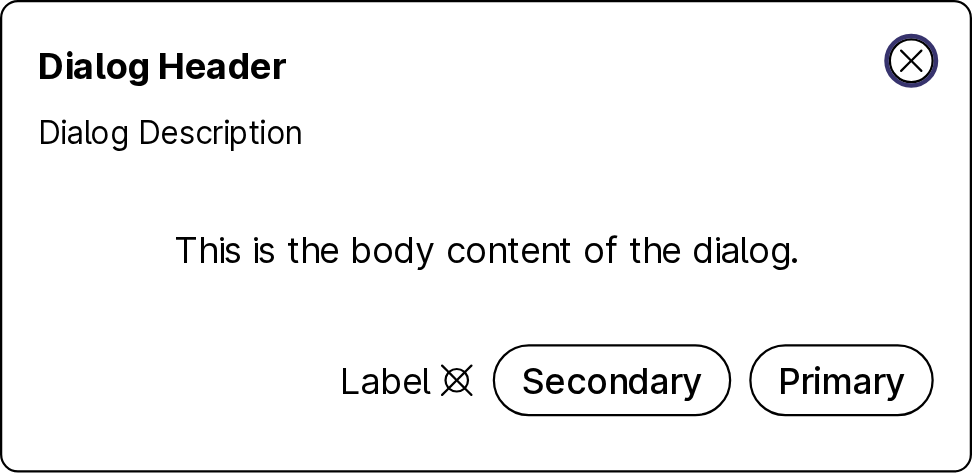 Dialog Header
Dialog Description
This is the body content of the dialog.
Label
Secondary
Primary